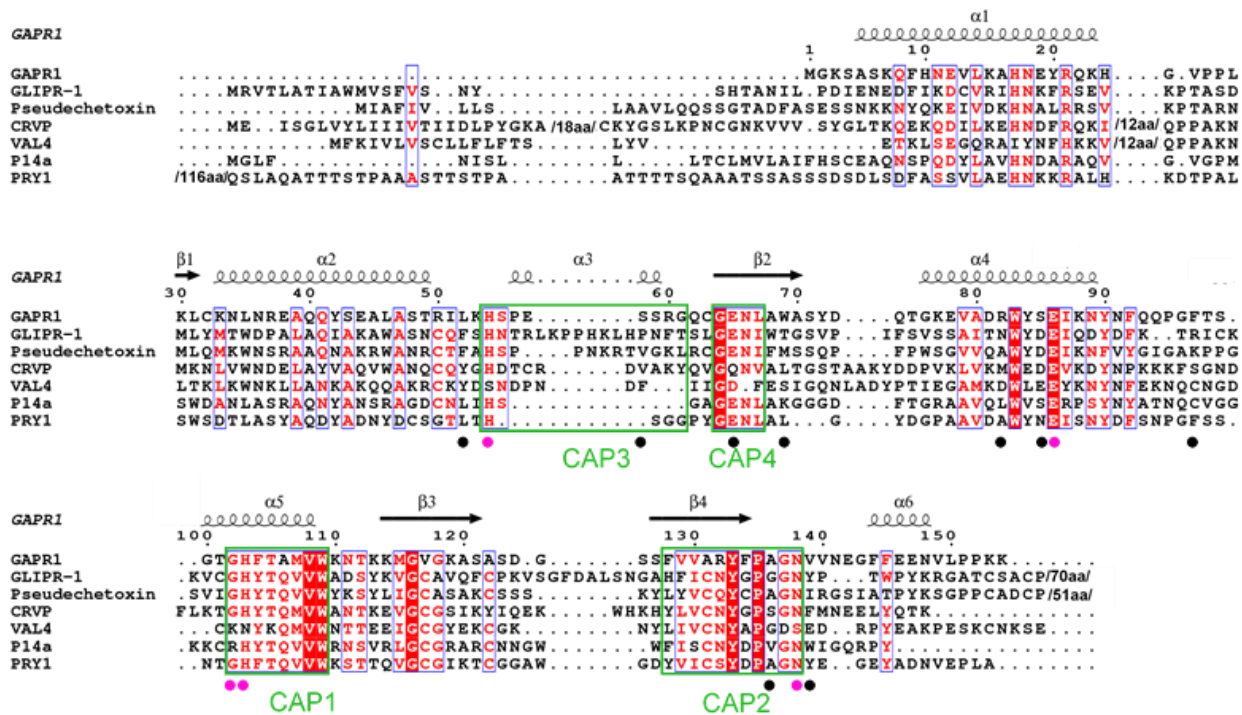 α1
GAPR1
1 10 20
GAPR1 .................................................MGKSASKQFHNEVLKAHNEYRQKH....G.VPPL
GLIPR-1 ....MRVTLATIAWMVSFVS..NY..................SHTANIL.PDIENEDFIKDCVRIHNKFRSEV....KPTASD
Pseudechetoxin ..............MIAFIV..LLS.........LAAVLQQSSGTADFASESSNKKNYQKEIVDKHNALRRSV....KPTARN
CRVP ....ME..ISGLVYLIIIVTIIDLPYGKA/18aa/CKYGSLKPNCGNKVVV.SYGLTKQEKQDILKEHNDFRQKI/12aa/QPPAKN
VAL4 ............MFKIVLVSCLLFLFTS......LYV..................ETKLSEGQRAIYNFHKKV/12aa/QPPAKN
P14a ....MGLF..............NISL........L.....LTCLMVLAIFHSCEAQNSPQDYLAVHNDARAQV....G.VGPM
PRY1 /116aa/QSLAQATTTSTPAAASTTSTPA........ATTTTSQAAATSSASSSDSDLSDFASSVLAEHNKKRALH....KDTPAL
β1 α2 α3 β2 α4
GAPR1
30 40 50 60 70 80 90
GAPR1 KLCKNLNREAQQYSEALASTRILKHSPE........SSRGQCGENLAWASYD....QTGKEVADRWYSEIKNYNFQQPGFTS.
GLIPR-1 MLYMTWDPALAQIAKAWASNCQFSHNTRLKPPHKLHPNFTSLGENIWTGSVP....IFSVSSAITNWYDEIQDYDFK..TRICK
Pseudechetoxin MLQMKWNSRAAQNAKRWANRCTFAHSP....PNKRTVGKLRCGENIFMSSQP....FPWSGVVQAWYDEIKNFVYGIGAKPPG
CRVP MKNLVWNDELAYVAQVWANQCQYGHDTCR.....DVAKYQVGQNVALTGSTAAKYDDPVKLVKMWEDEVKDYNPKKKFSGND
VAL4 LTKLKWNKLLANKAKQQAKRCKYDSNDPN......DF...IIGD.FESIGQNLADYPTIEGAMKDWLEEYKNYNFEKNQCNGD
P14a SWDANLASRAQNYANSRAGDCNLIHS..............GAGENLAKGGGD....FTGRAAVQLWVSERPSYNYATNQCVGG
PRY1 SWSDTLASYAQDYADNYDCSGTLTHS...........SGGPYGENLAL....G....YDGPAAVDAWYNEISNYDFSNPGFSS.
CAP3 CAP4
α5 β3 β4 α6
GAPR1
100 110 120 130 140 150
GAPR1 ..GTGHFTAMVWKNTKKMGVGKASASD.G........SSFVVARYFPAGNVVNEGFFEENVLPPKK.......
GLIPR-1 .KVCGHYTQVVWADSYKVGCAVQFCPKVSGFDALSNGAHFICNYGPGGNYP..TWPYKRGATCSACP/70aa/
Pseudechetoxin .SVIGHYTQVVWYKSYLIGCASAKCSS.........KYLYVCQYCPAGNIRGSIATPYKSGPPCADCP/51aa/
CRVP FLKTGHYTQMVWANTKEVGCGSIKYIQEK......WHKHYLVCNYGPSGNFMNEELYQTK.............
VAL4 ...CKNYKQMVWNTTEEIGCGYEKCGK.........NYLIVCNYAPGDSED..RPYEAKPESKCNKSE.....
P14a .KKCRHYTQVVWRNSVRLGCGRARCNNGW.......WFISCNYDPVGNWIGQRPY..................
PRY1 ..NTGHFTQVVWKSTTQVGCGIKTCGGAW.......GDYVICSYDPAGNYE..GEYADNVEPLA.........
CAP1 CAP2